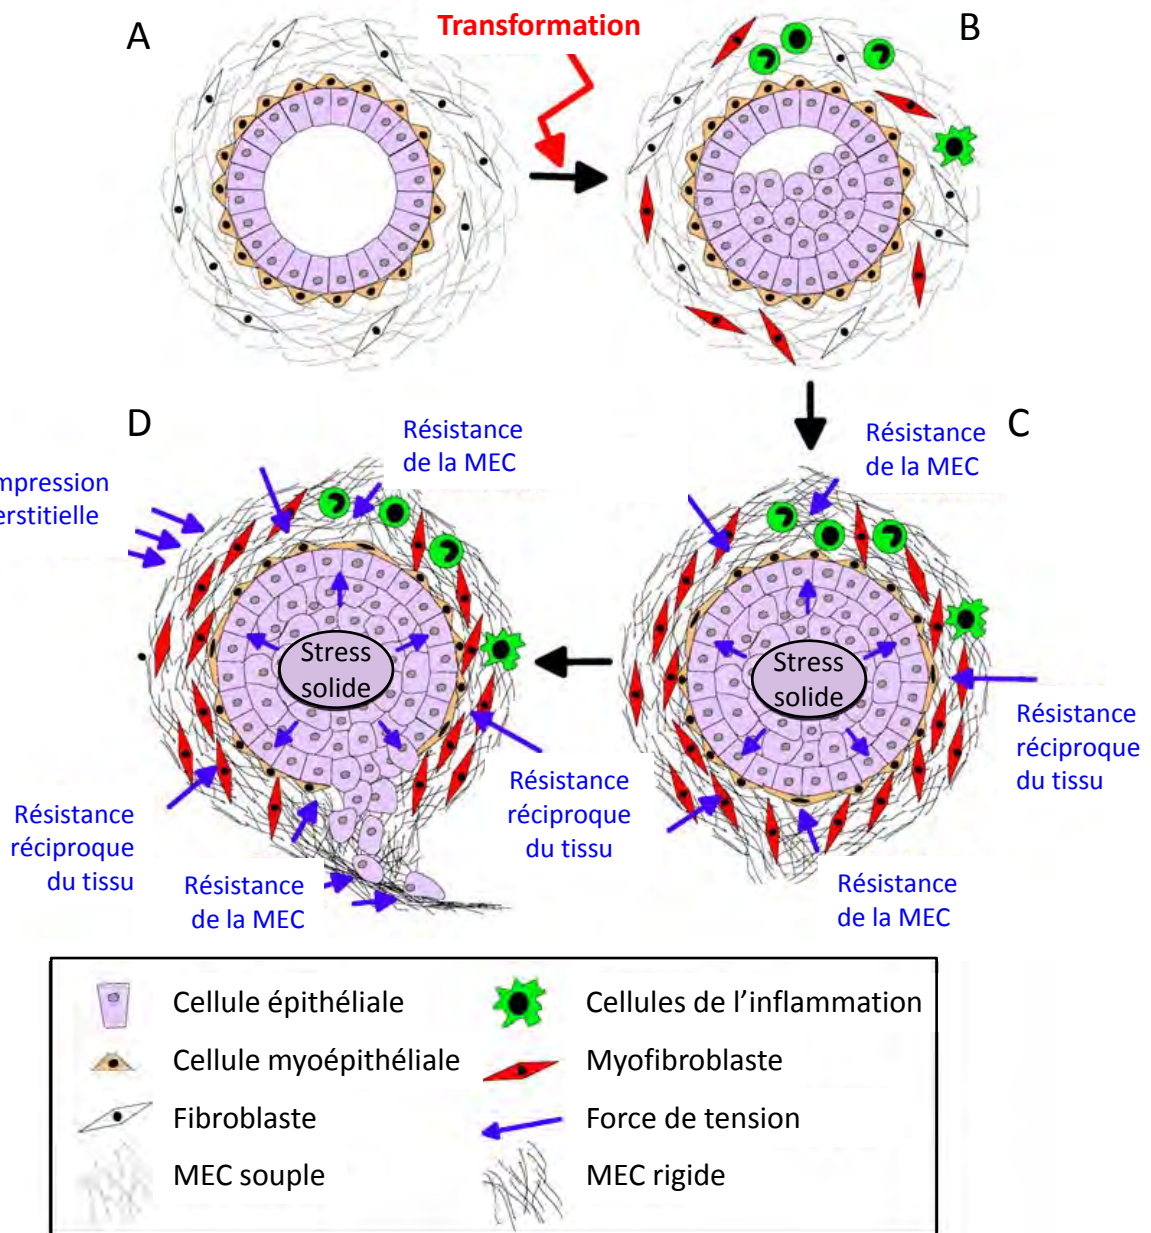 A
Transformation
B
D
Résistance
de la MEC
mpression
erstitielle
Résistance
de la MEC
C
Stress
solide
Stress
solide
Résistance
réciproque
du tissu
Résistance
réciproque
du tissu
Résistance
réciproque
du tissu
Résistance
de la MEC
Résistance
de la MEC
Cellule épithéliale
Cellules de l’inflammation
Cellule myoépithéliale
Myofibroblaste
Fibroblaste
Force de tension
MEC souple
MEC rigide